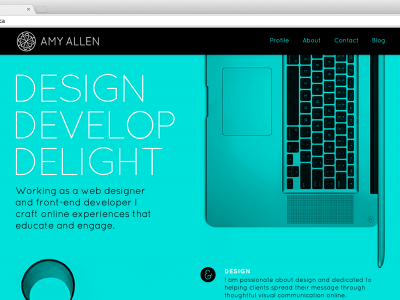 ca
AMY ALLEN
Profile About Contact Blog
DESIGN
DEVELOP
DELIGHT
Working as a web designer
and front-end developer I
craft online experiences that
educate and engage.
&
DESIGN
I am passionate about design and dedicated to
helping clients spread their message through
thoughtful visual communication online.